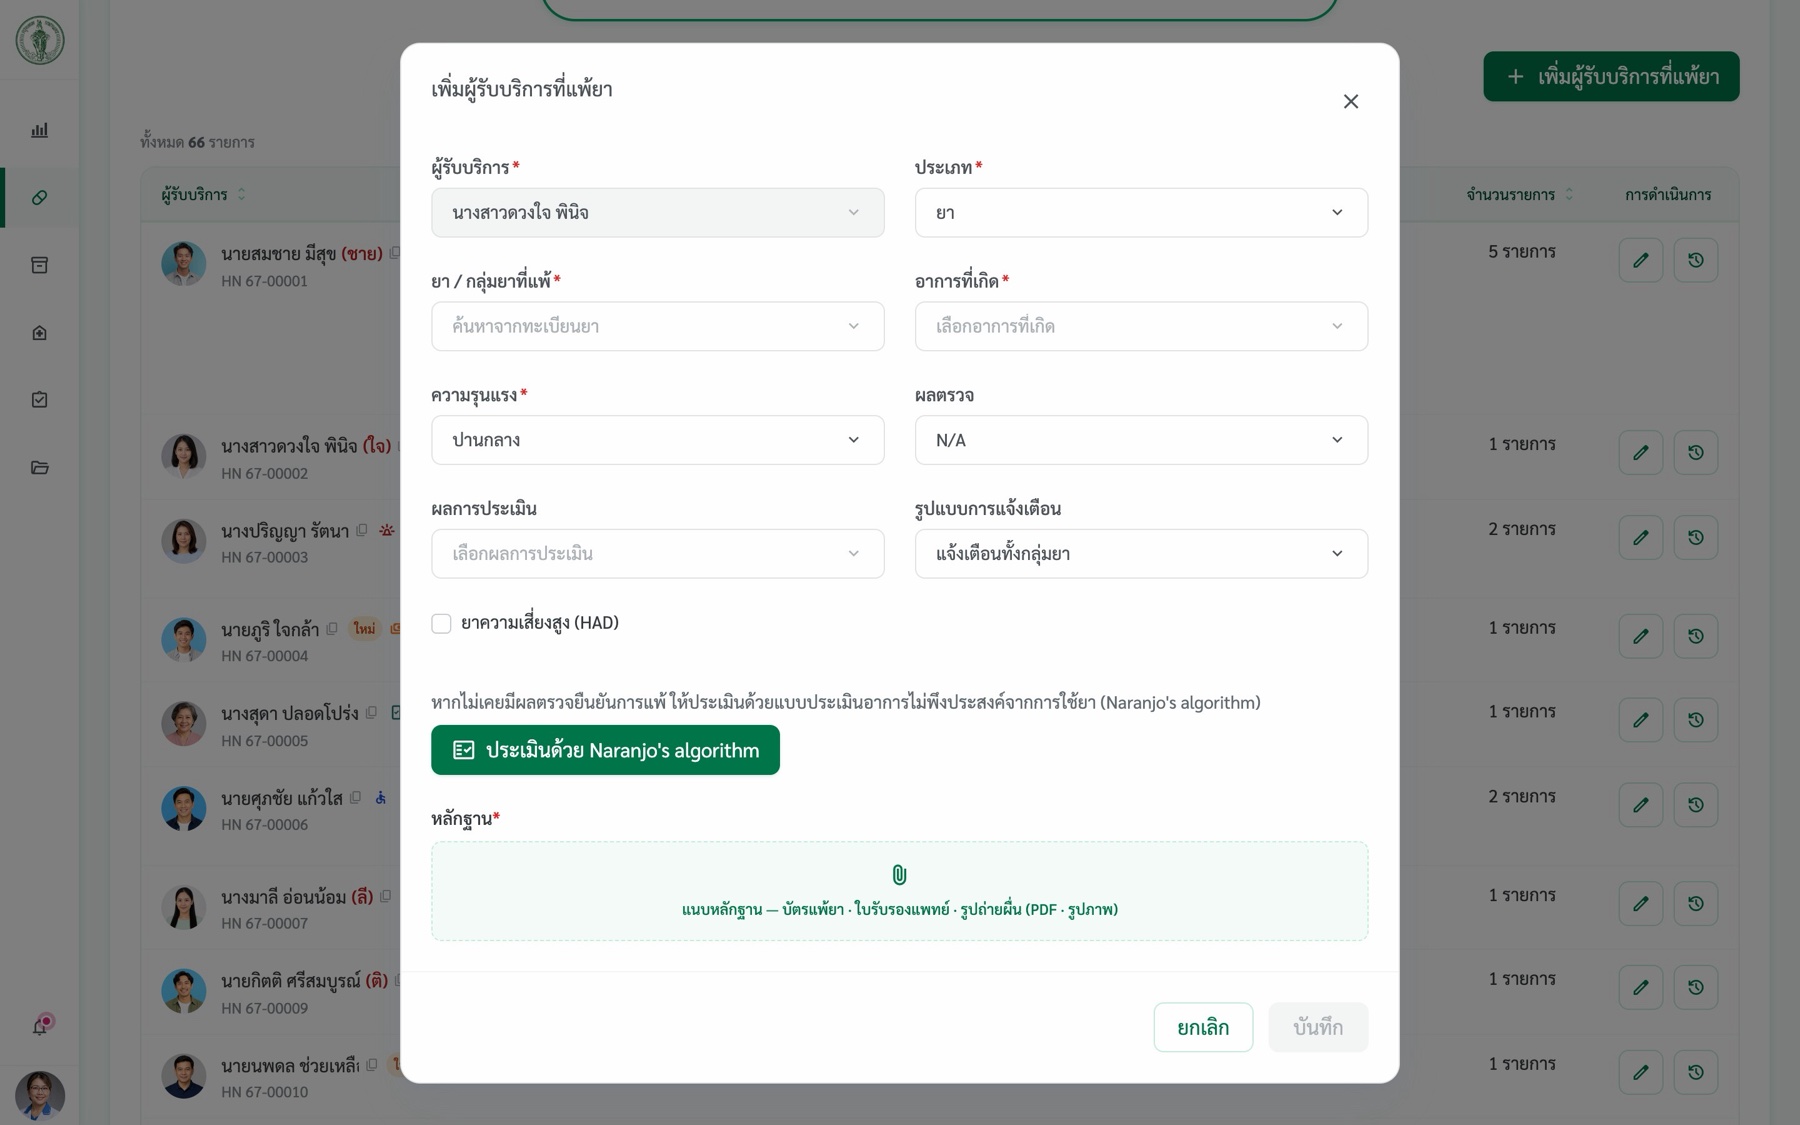 เพิ่มผู้รับบริการที่แพ้ยา
ทั้งหมด 66 รายการ
ผู้รับบริการ
จำนวนรายการ
การดำเนินการ
นายสมชาย มีสุข (ชาย)
HN 67-00001
5 รายการ
นางสาวดวงใจ พินิจ (ใจ)
HN 67-00002
1 รายการ
นางปริญญา รัตนา
HN 67-00003
2 รายการ
นายภูริ ใจกล้า ใหม่
HN 67-00004
1 รายการ
นางสุดา ปลอดโปร่ง
HN 67-00005
1 รายการ
นายศุภชัย แก้วใส
HN 67-00006
2 รายการ
นางมาลี อ่อนน้อม (ลี)
HN 67-00007
1 รายการ
นายกิตติ ศรีสมบูรณ์ (ติ)
HN 67-00009
1 รายการ
นายนพดล
HN 67-00010
1 รายการ
เพิ่มผู้รับบริการที่แพ้ยา
ผู้รับบริการ*
นางสาวดวงใจ พินิจ
ประเภท*
ยา
ยา / กลุ่มยาที่แพ้*
ค้นหาจากทะเบียนยา
อาการที่เกิด*
เลือกอาการที่เกิด
ความรุนแรง*
ปานกลาง
ผลตรวจ
N/A
ผลการประเมิน
เลือกผลการประเมิน
รูปแบบการแจ้งเตือน
แจ้งเตือนทั้งกลุ่มยา
ยาความเสี่ยงสูง (HAD)
หากไม่เคยมีผลตรวจยืนยันการแพ้ ให้ประเมินด้วยแบบประเมินอาการไม่พึงประสงค์จากการใช้ยา (Naranjo's algorithm)
ประเมินด้วย Naranjo's algorithm
หลักฐาน*
แนบหลักฐาน — บัตรแพ้ยา · ใบรับรองแพทย์ · รูปถ่ายผื่น (PDF · รูปภาพ)
ยกเลิก
บันทึก